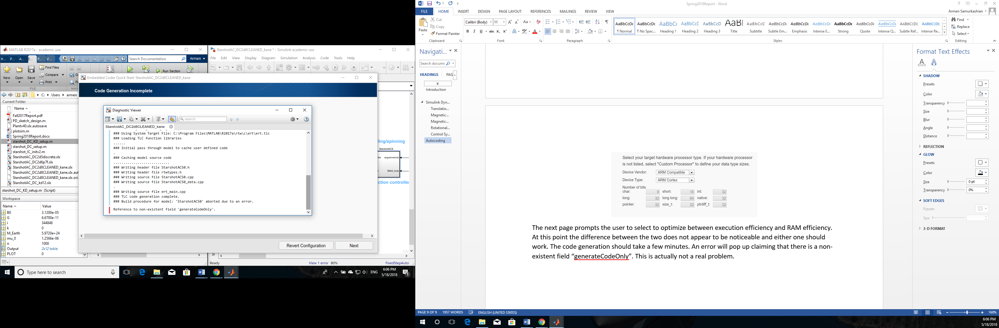 MATLAB R2017a - academic use
H... P... A... E... P... V...
Search Documentation
Armen
New
Open
Save
Find Files
Compare
Print
Run Section
FILE
C: Users armen
Current Folder
Name
Fall2017Report.pdf
PD_sketch_design.m
Plantv40.slx.autosave
plotsim.m
Spring2018Report.docx
starshot_DC_KD_setup.m
starshot_DC_setup.m
starshot_IC_initv2.m
StarshotAC_DC2d5discrete.slx
StarshotAC_DC2d6p7f.slx
StarshotAC_DC2d8CLEANED_kane.slx
StarshotAC_DC2d8CLEANED_kane.slx.aut
StarshotAC_DC2d8CLEANED_kane.slx.ori
StarshotAC_DC_kd12.slx
starshot_DC_KD_setup.m (Script)
Workspace
Name Value
B0 3.1200e-05
G 6.6700e-11
i 344848
k 0
M_Earth 5.9720e+24
mu_0 1.2566e-06
n 1000
Output 2x12 table
PLOT 0
StarshotAC_DC2d8CLEANED_kane * - Simulink academic use
File Edit View Display Diagram Simulation Analysis Code Tools Help
ling/spinning
StarshotACS
ble angularvelocity
d Bfield_body
ction controller
Ready
View 1 error 80%
FixedStepAuto
Embedded Coder Quick Start: StarshotAC_DC2d8CLEANED_kane
Code Generation Incomplete
Diagnostic Viewer
search
StarshotAC_DC2d8CLEANED_kane
### Using System Target File: C:\Program Files\MATLAB\R2017a\rtw\c\ert\ert.tlc
### Loading TLC function libraries
......
### Initial pass through model to cache user defined code
.
### Caching model source code
...........................
### Writing header file StarshotACS0.h
### Writing header file rtwtypes.h
### Writing source file StarshotACS0.cpp
### Writing source file StarshotACS0_data.cpp
.
### Writing source file ert_main.cpp
### TLC code generation complete.
### Build procedure for model: 'StarshotACS0' aborted due to an error.
Reference to non-existent field 'generateCodeOnly'.
Revert Configuration
Next
Type here to search
ENG
6:06 PM
5/18/2018
3
Spring2018Report - Word
FILE HOME INSERT DESIGN PAGE LAYOUT REFERENCES MAILINGS REVIEW VIEW
Armen Samurkashian
Paste
Cut
Copy
Format Painter
Calibri (Body) 11
Clipboard
Font
Paragraph
¶ Normal ¶ No Spac... Heading 1 Heading 2 Heading 3 Title Subtitle Subtle Em... Emphasis Intense E... Strong Quote Intense Q... Subtle Ref... Intense Re...
Styles
Find
Replace
Select
Editing
Navigati...
Search docume
HEADINGS PAG
Introduction
Simulink Dyn...
Translatio...
Magnetic...
Magnetic...
Rotational...
Control Sy...
Autocoding
Select your target hardware processor type. If your hardware processor
is not listed, select "Custom Processor" to define your data type sizes.
Device Vendor: ARM Compatible
Device Type: ARM Cortex
Number of bits
char: 8 short: 16 int: 32
long: 32 long long: 64 native: 32
pointer: 32 size_t: 32 ptrdiff_t: 32
The next page prompts the user to select to optimize between execution efficiency and RAM efficiency.
At this point the difference between the two does not appear to be noticeable and either one should
work. The code generation should take a few minutes. An error will pop up claiming that there is a non-
existent field “generateCodeOnly”. This is actually not a real problem.
Format Text Effects
SHADOW
Presets
Color
Transparency
Size
Blur
Angle
Distance
REFLECTION
GLOW
Presets
Color
Size 0 pt
Transparency 0%
SOFT EDGES
Presets
Size
3-D FORMAT
PAGE 9 OF 9 1957 WORDS ENGLISH (UNITED STATES)
160%
6:06 PM
5/18/2018